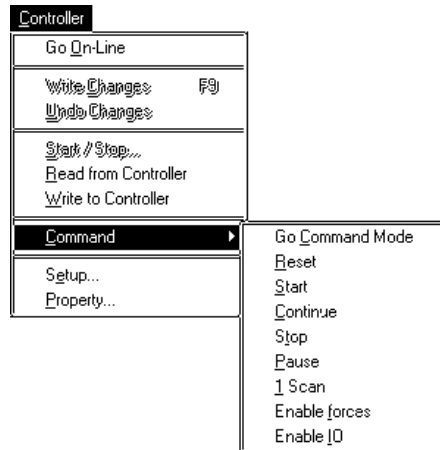 Controller
Go On-Line
Write Changes F9
Undo Changes
Start / Stop...
Read from Controller
Write to Controller
Command
Setup...
Property...
Go Command Mode
Reset
Start
Continue
Stop
Pause
1 Scan
Enable forces
Enable IO